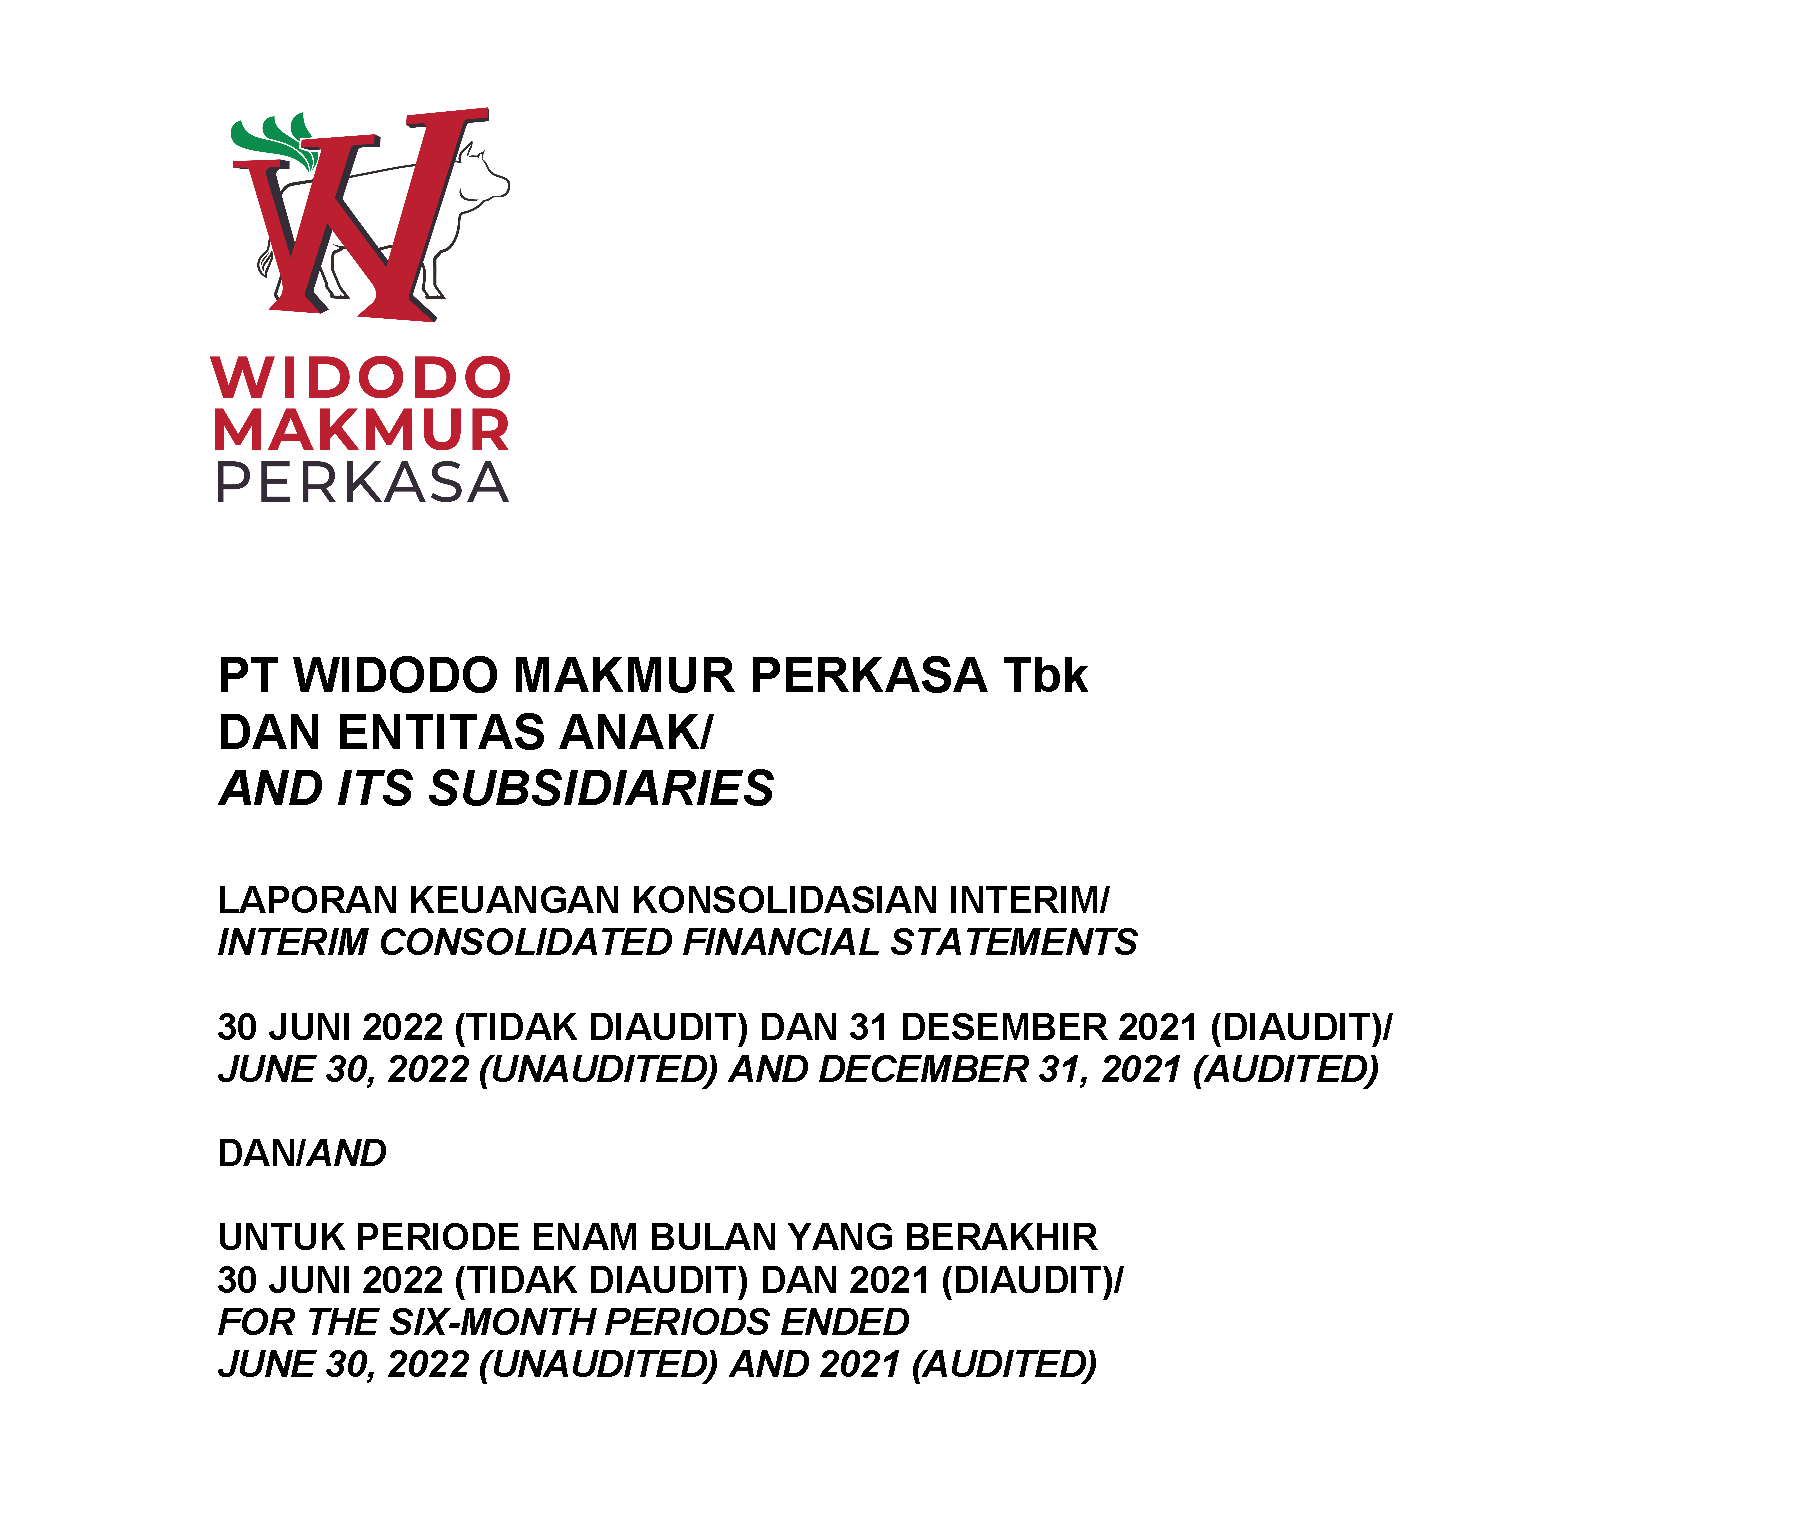 WIDODO
MAKMUR
PERKASA
PT WIDODO MAKMUR PERKASA Tbk
DAN ENTITAS ANAK/
AND ITS SUBSIDIARIES
LAPORAN KEUANGAN KONSOLIDASIAN INTERIM/
INTERIM CONSOLIDATED FINANCIAL STATEMENTS
30 JUNI 2022 (TIDAK DIAUDIT) DAN 31 DESEMBER 2021 (DIAUDIT)/
JUNE 30, 2022 (UNAUDITED) AND DECEMBER 31, 2021 (AUDITED)
DAN/AND
UNTUK PERIODE ENAM BULAN YANG BERAKHIR
30 JUNI 2022 (TIDAK DIAUDIT) DAN 2021 (DIAUDIT)/
FOR THE SIX-MONTH PERIODS ENDED
JUNE 30, 2022 (UNAUDITED) AND 2021 (AUDITED)